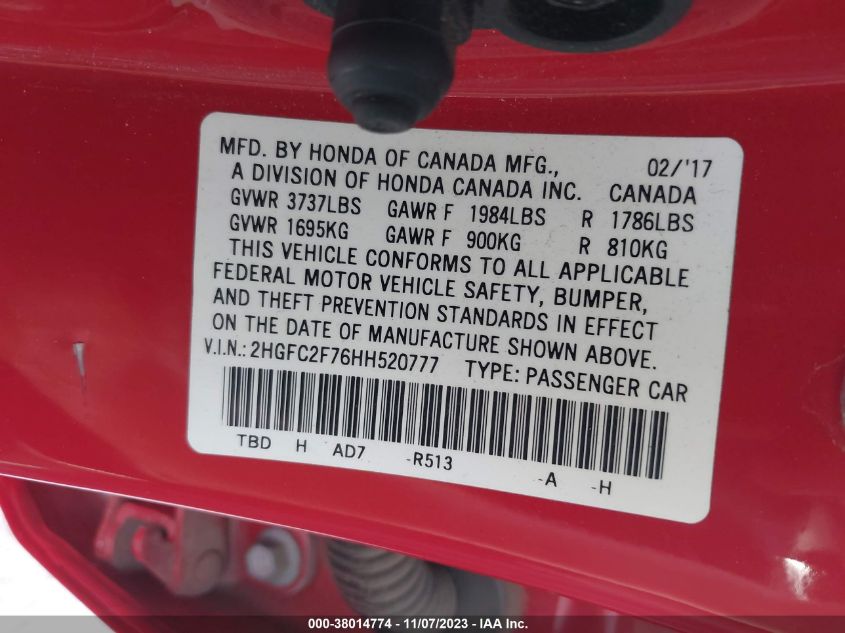 MFD. BY HONDA OF CANADA MFG., 02/'17
A DIVISION OF HONDA CANADA INC. CANADA
GVWR 3737LBS GAWR F 1984LBS R 1786LBS
GVWR 1695KG GAWR F 900KG R 810KG
THIS VEHICLE CONFORMS TO ALL APPLICABLE
FEDERAL MOTOR VEHICLE SAFETY, BUMPER,
AND THEFT PREVENTION STANDARDS IN EFFECT
ON THE DATE OF MANUFACTURE SHOWN ABOVE.
V.I.N.: 2HGFC2F76HH520777 TYPE: PASSENGER CAR
TBD H AD7 -R513 -A -H
000-38014774 - 11/07/2023 - IAA Inc.